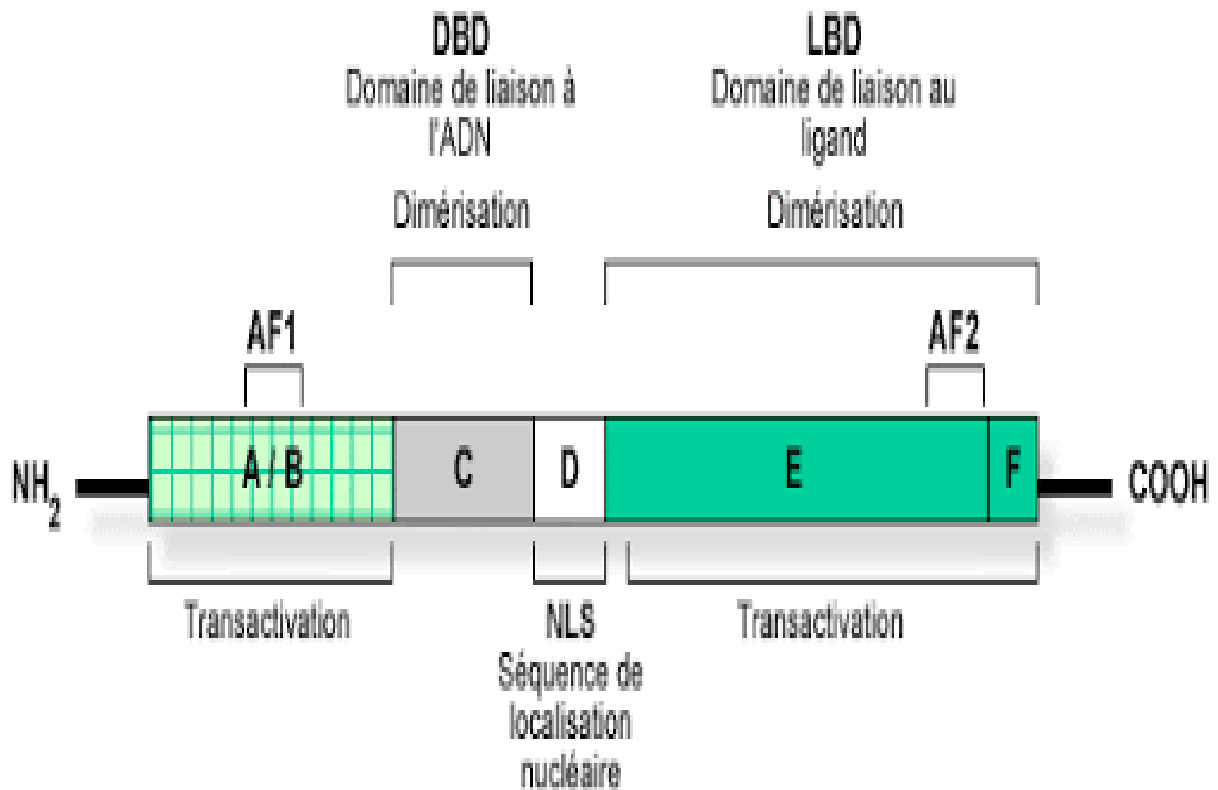 DBD
Domaine de liaison à
l'ADN
Dimérisation
LBD
Domaine de liaison au
ligand
Dimérisation
AF1
AF2
NH2
A / B
C
D
E
F
COOH
Transactivation
NLS
Séquence de
localisation
nucléaire
Transactivation